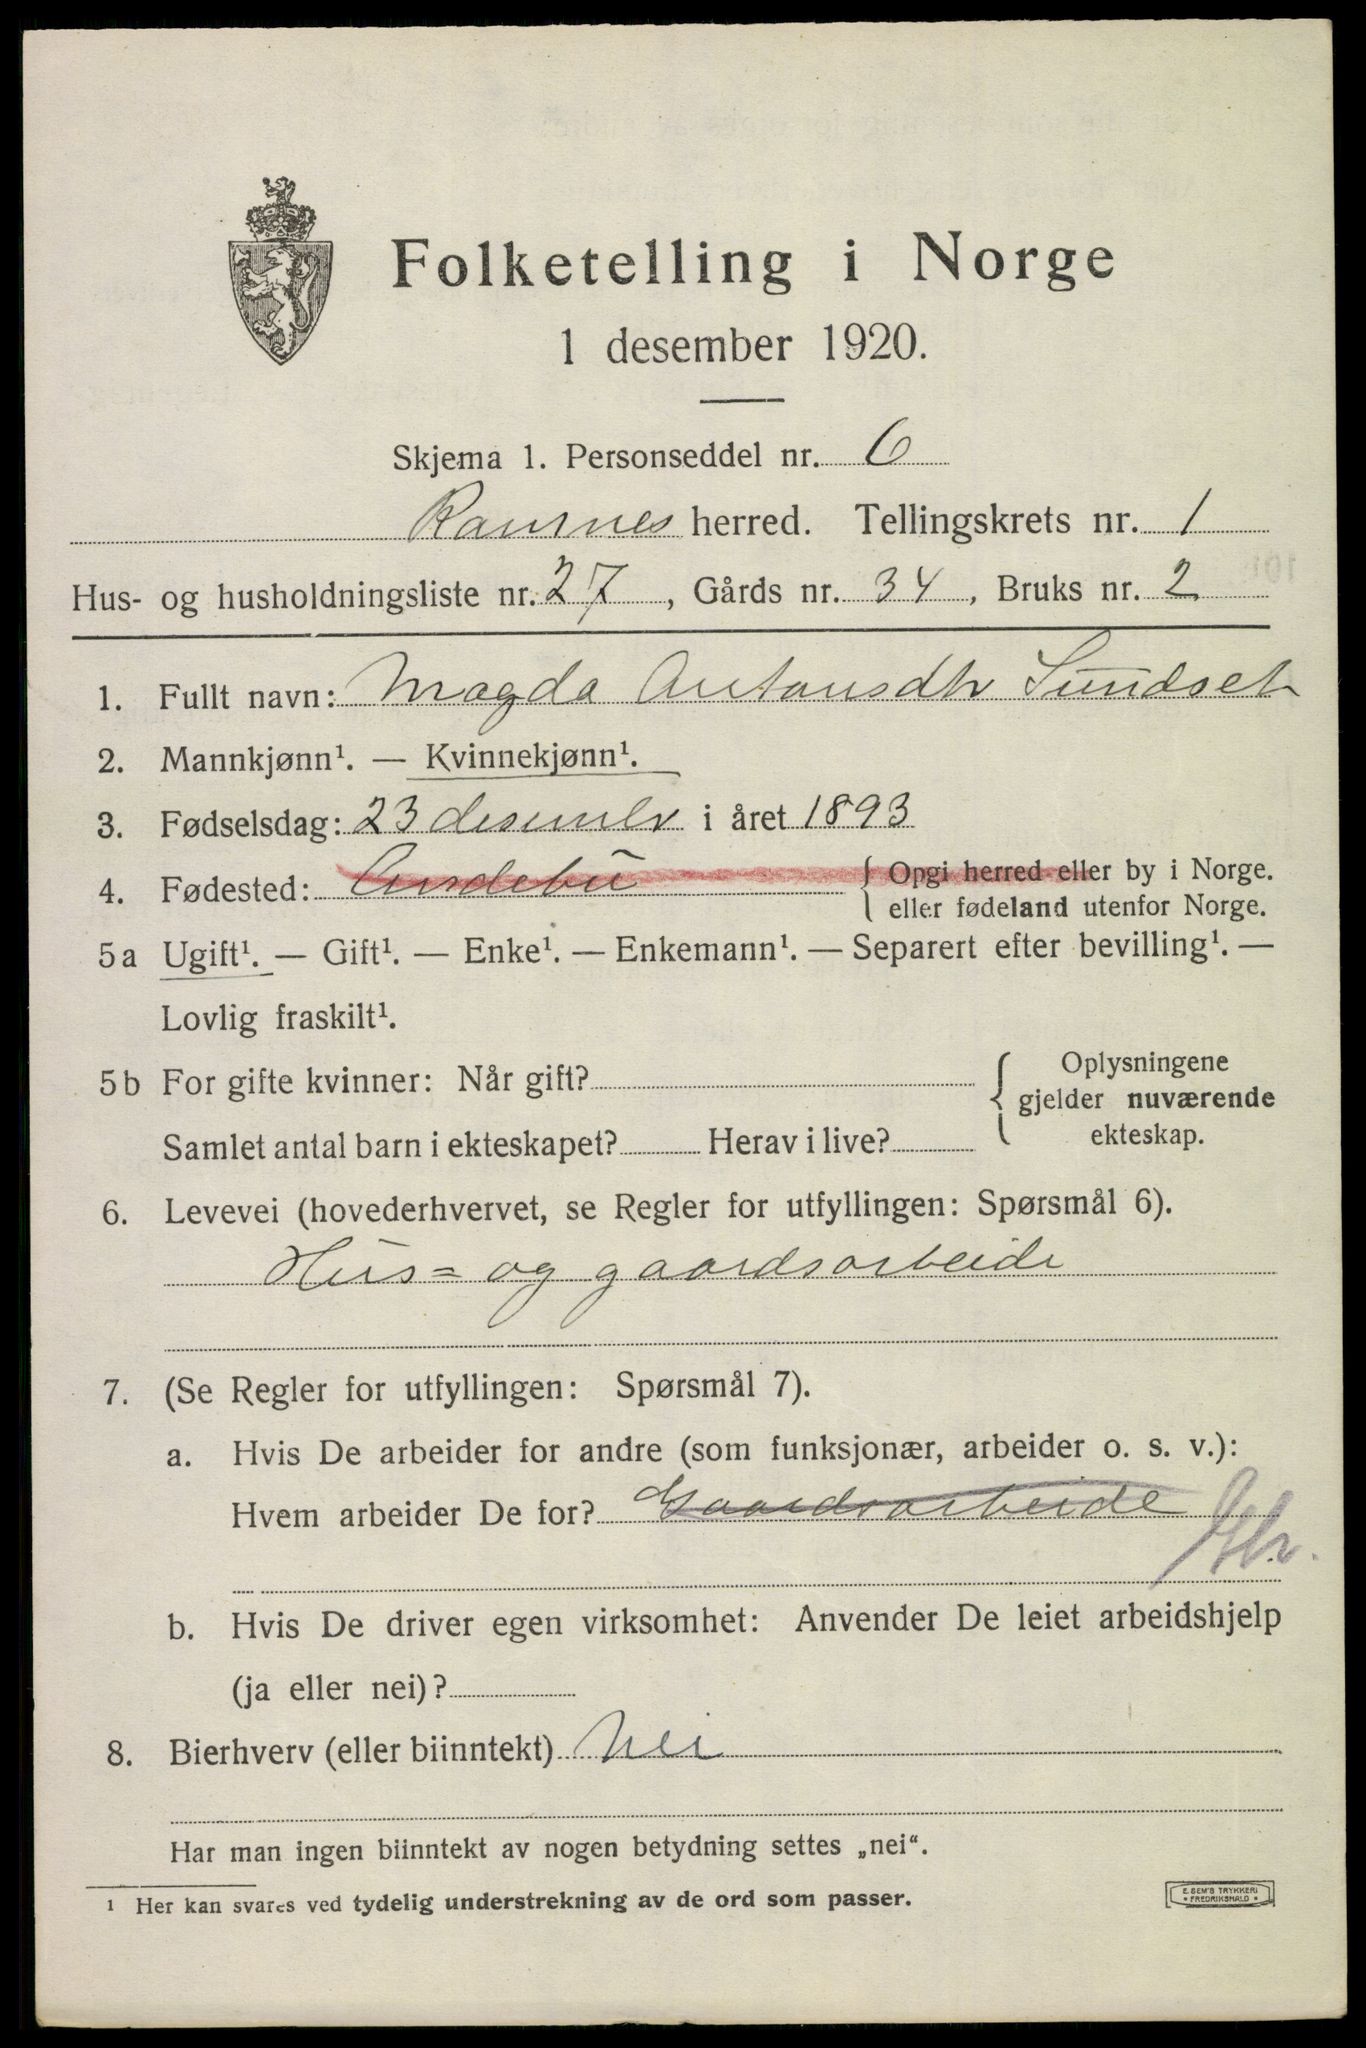 Folketelling i Norge
1 desember 1920.
Skjema 1. Personseddel nr. 6
Ramnes herred. Tellingskrets nr. 1
Hus- og husholdningsliste nr. 27, Gårds nr. 34, Bruks nr. 2
1. Fullt navn: Magda Antonsdtr Sundset
2. Mannkjønn¹. — Kvinnekjønn¹.
3. Fødselsdag: 23 desember i året 1893
4. Fødested: Andebu { Opgi herred eller by i Norge.
eller fødeland utenfor Norge.
5a Ugift¹. — Gift¹. — Enke¹. — Enkemann¹. — Separert efter bevilling¹. —
Lovlig fraskilt¹.
5b For gifte kvinner: Når gift?
Samlet antal barn i ekteskapet? Herav i live?
Oplysningene
gjelder nuværende
ekteskap.
6. Levevei (hovederhvervet, se Regler for utfyllingen: Spørsmål 6).
Hus= og gaardsarbeide
7. (Se Regler for utfyllingen: Spørsmål 7).
a. Hvis De arbeider for andre (som funksjonær, arbeider o. s. v.):
Hvem arbeider De for? Gaardsarbeide
b. Hvis De driver egen virksomhet: Anvender De leiet arbeidshjelp
(ja eller nei)?
8. Bierhverv (eller biinntekt) Nei
Har man ingen biinntekt av nogen betydning settes „nei“.
1 Her kan svares ved tydelig understrekning av de ord som passer.
E. SEM'S TRYKKERI
• FREDRIKSHALD •